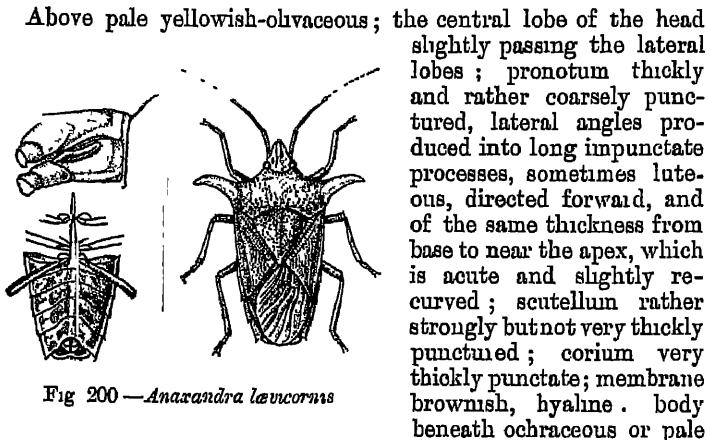 Above pale yellowish-olivaceous; the central lobe of the head
slightly passing the lateral
lobes; pronotum thickly
and rather coarsely punc-
tured, lateral angles pro-
duced into long impunctate
processes, sometimes lute-
ous, directed forward, and
of the same thickness from
base to near the apex, which
is acute and slightly re-
curved; scutellum rather
strongly but not very thickly
punctured; corium very
thickly punctate; membrane
brownish, hyaline. body
beneath ochraceous or pale
Fig 200 —Anaxandra lævicornis